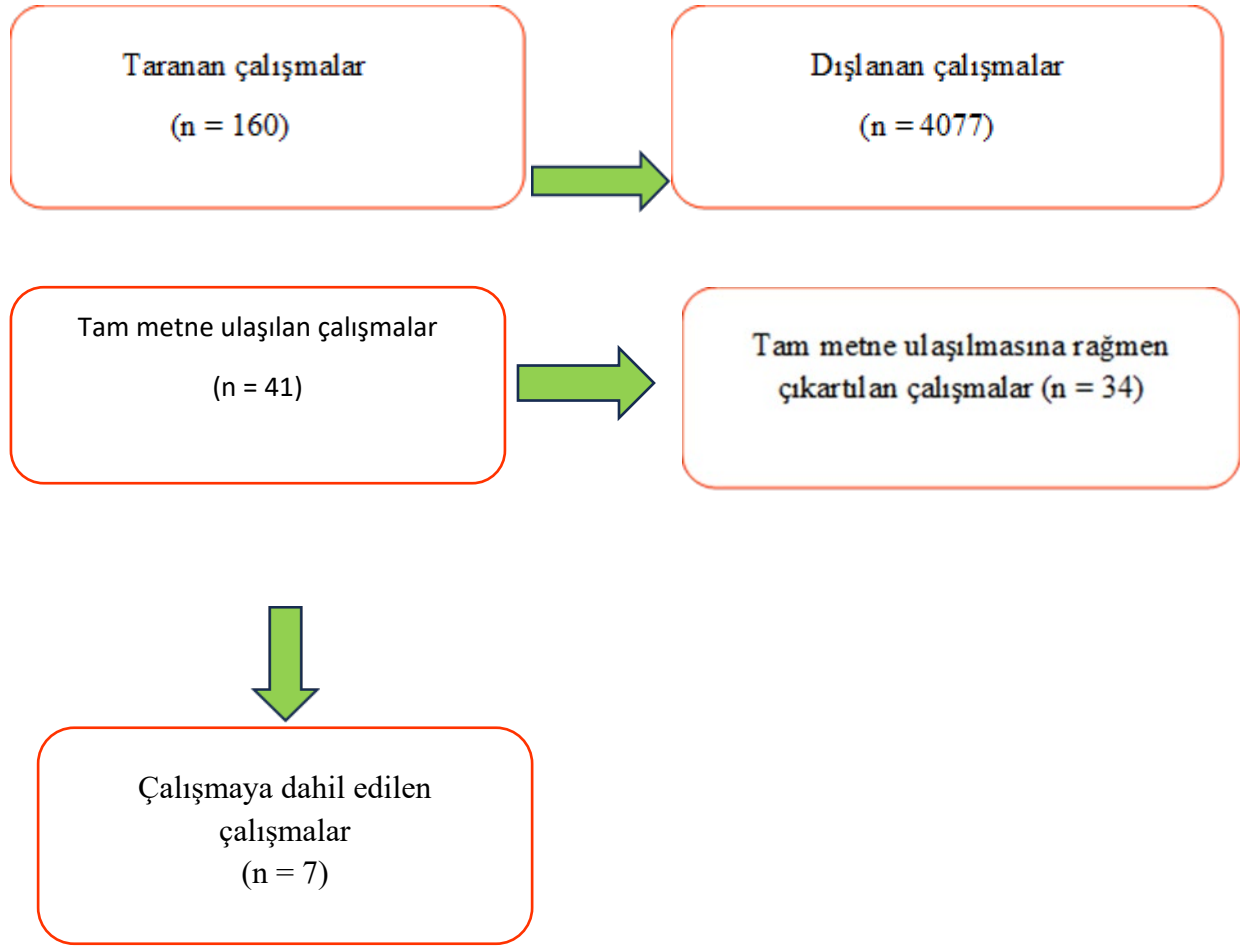 Taranan çalışmalar
(n = 160)
Dışlanan çalışmalar
(n = 4077)
Tam metne ulaşılan çalışmalar
(n = 41)
Tam metne ulaşılmasına rağmen
çıkartılan çalışmalar (n = 34)
Çalışmaya dahil edilen
çalışmalar
(n = 7)